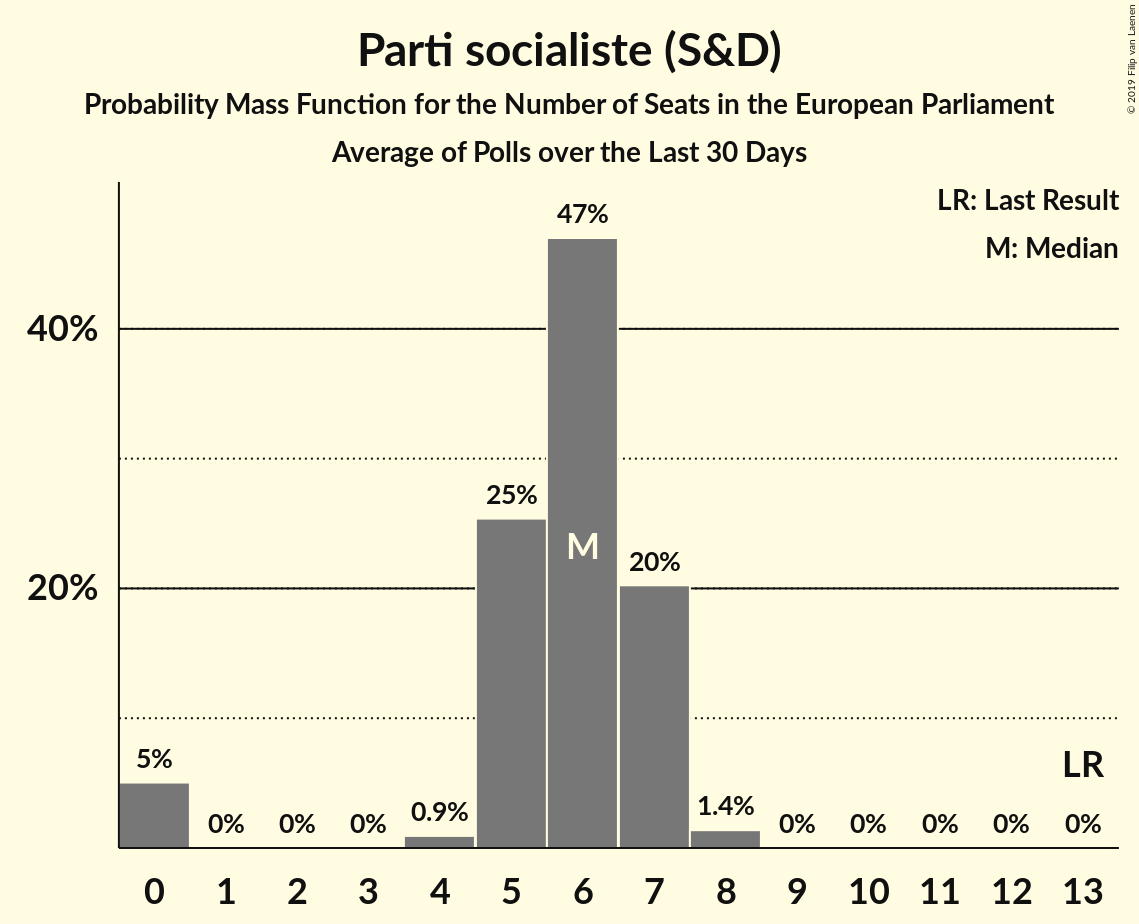 Parti socialiste (S&D)
Probability Mass Function for the Number of Seats in the European Parliament
Average of Polls over the Last 30 Days
© 2019 Filip van Laenen
LR: Last Result
M: Median
47%
40%
25%
M
20%
20%
LR
5%
0.9%
1.4%
0% 0% 0% 0% 0% 0% 0% 0%
0 1 2 3 4 5 6 7 8 9 10 11 12 13